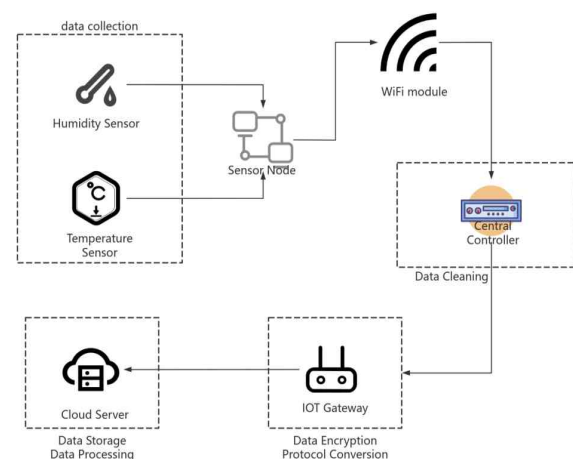 data collection
Humidity Sensor
°C
Temperature
Sensor
Sensor Node
WiFi module
Central
Controller
Data Cleaning
Cloud Server
Data Storage
Data Processing
IOT Gateway
Data Encryption
Protocol Conversion